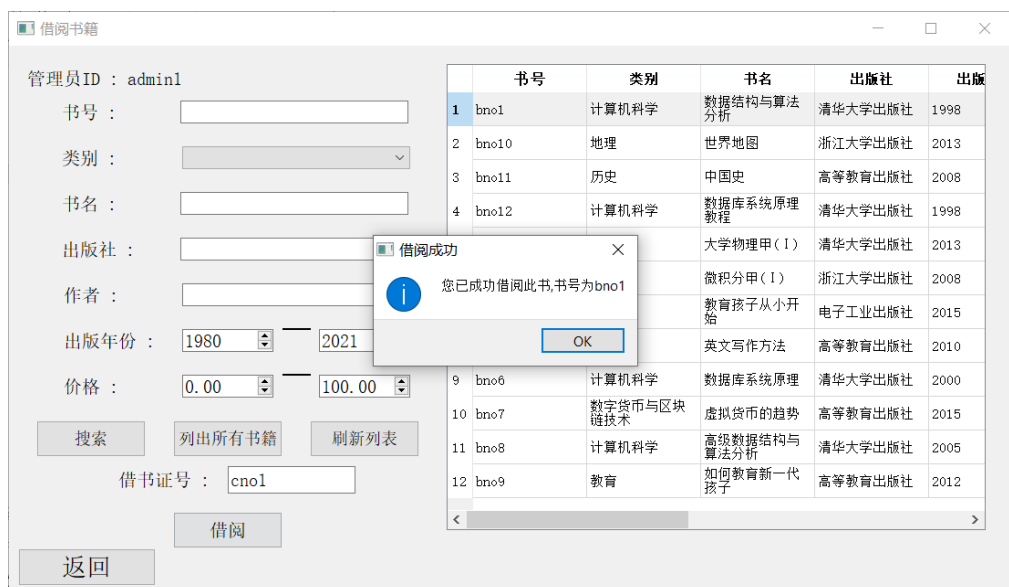 借阅书籍
管理员ID : admin1
书号 :
类别 :
书名 :
出版社 :
作者 :
出版年份 :
1980
2021
价格 :
0.00
100.00
搜索
列出所有书籍
刷新列表
借书证号 :
cno1
借阅
返回
书号 类别 书名 出版社 出版
1 bno1 计算机科学 数据结构与算法
分析 清华大学出版社 1998
2 bno10 地理 世界地图 浙江大学出版社 2013
3 bno11 历史 中国史 高等教育出版社 2008
4 bno12 计算机科学 数据库系统原理
教程 清华大学出版社 1998
大学物理甲(I) 清华大学出版社 2013
微积分甲(I) 浙江大学出版社 2008
教育孩子从小开
始 电子工业出版社 2015
英文写作方法 高等教育出版社 2010
9 bno6 计算机科学 数据库系统原理 清华大学出版社 2000
10 bno7 数字货币与区块
链技术 虚拟货币的趋势 高等教育出版社 2015
11 bno8 计算机科学 高级数据结构与
算法分析 清华大学出版社 2005
12 bno9 教育 如何教育新一代
孩子 高等教育出版社 2012
借阅成功
您已成功借阅此书,书号为bno1
OK